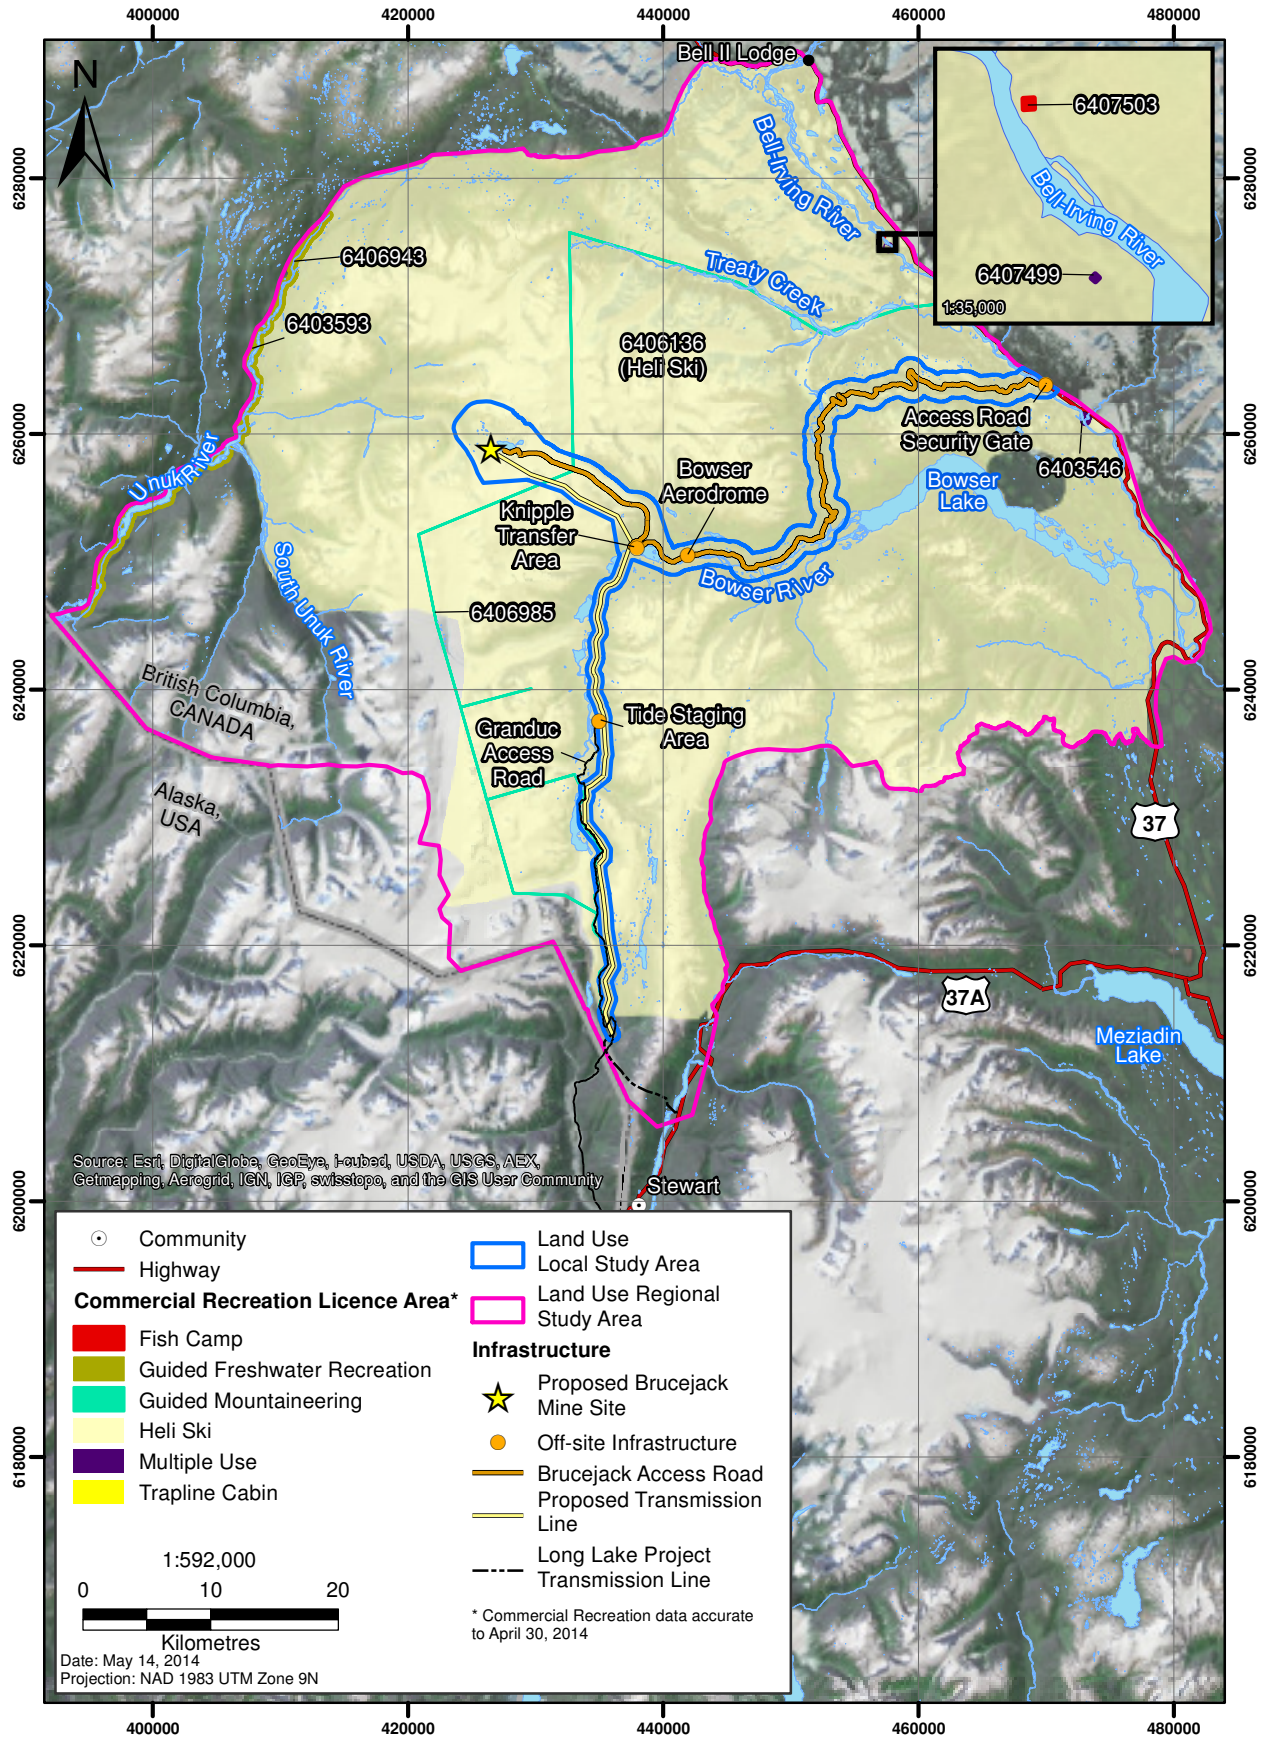 400000
420000
440000
460000
480000
N
Bell II Lodge
6407503
Bell-Irving River
6407499
1:35,000
Bell-Irving River
6280000
6280000
6406943
Treaty Creek
6403593
6406136
(Heli Ski)
Access Road
Security Gate
6260000
6260000
6403546
Unuk River
Bowser
Aerodrome
Bowser
Lake
Knipple
Transfer
Area
South Unuk River
Bowser River
6406985
British Columbia,
CANADA
6240000
6240000
Tide Staging
Area
Granduc
Access
Road
Alaska,
USA
37
6220000
6220000
37A
Meziadin
Lake
Source: Esri, DigitalGlobe, GeoEye, i-cubed, USDA, USGS, AEX,
Getmapping, Aerogrid, IGN, IGP, swisstopo, and the GIS User Community
Stewart
6200000
6200000
Community
Highway
Commercial Recreation Licence Area*
Fish Camp
Guided Freshwater Recreation
Guided Mountaineering
Heli Ski
Multiple Use
Trapline Cabin
Land Use
Local Study Area
Land Use Regional
Study Area
Infrastructure
Proposed Brucejack
Mine Site
Off-site Infrastructure
Brucejack Access Road
Proposed Transmission
Line
Long Lake Project
Transmission Line
* Commercial Recreation data accurate
to April 30, 2014
6180000
6180000
1:592,000
0 10 20
Kilometres
Date: May 14, 2014
Projection: NAD 1983 UTM Zone 9N
400000
420000
440000
460000
480000